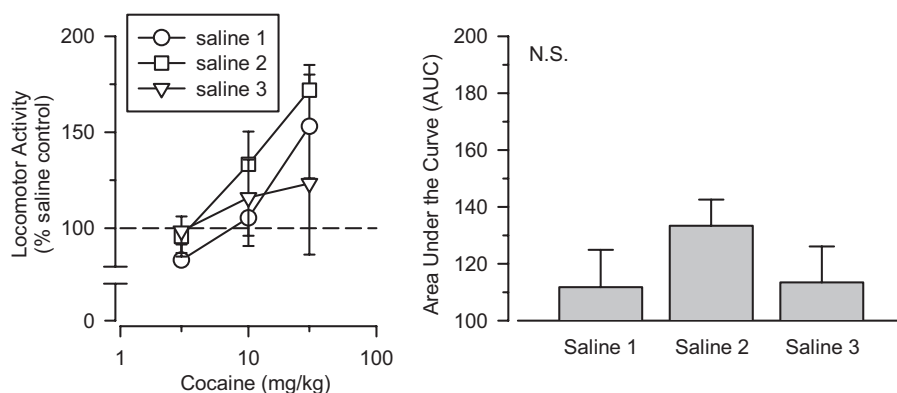 saline 1
saline 2
saline 3
Locomotor Activity
(% saline control)
200
150
100
0
1
10
100
Cocaine (mg/kg)
N.S.
Area Under the Curve (AUC)
200
180
160
140
120
100
Saline 1
Saline 2
Saline 3